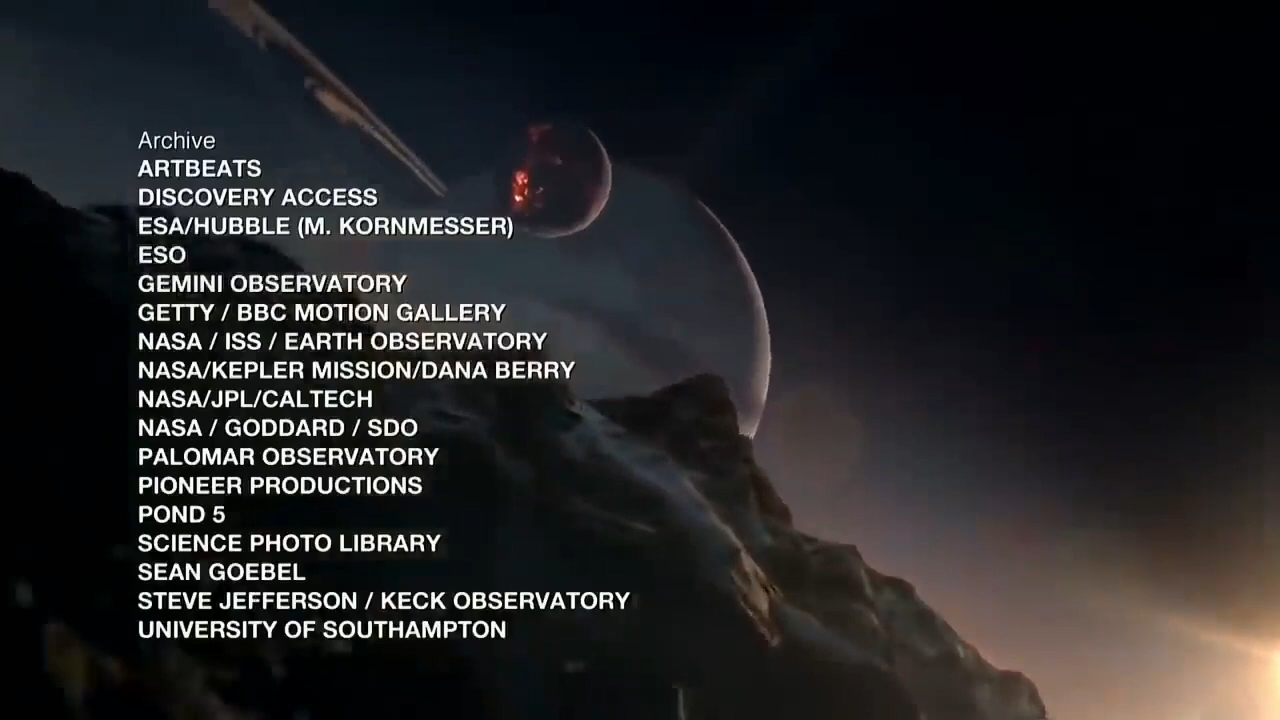 Archive
ARTBEATS
DISCOVERY ACCESS
ESA/HUBBLE (M. KORNMESSER)
ESO
GEMINI OBSERVATORY
GETTY / BBC MOTION GALLERY
NASA / ISS / EARTH OBSERVATORY
NASA/KEPLER MISSION/DANA BERRY
NASA/JPL/CALTECH
NASA / GODDARD / SDO
PALOMAR OBSERVATORY
PIONEER PRODUCTIONS
POND 5
SCIENCE PHOTO LIBRARY
SEAN GOEBEL
STEVE JEFFERSON / KECK OBSERVATORY
UNIVERSITY OF SOUTHAMPTON